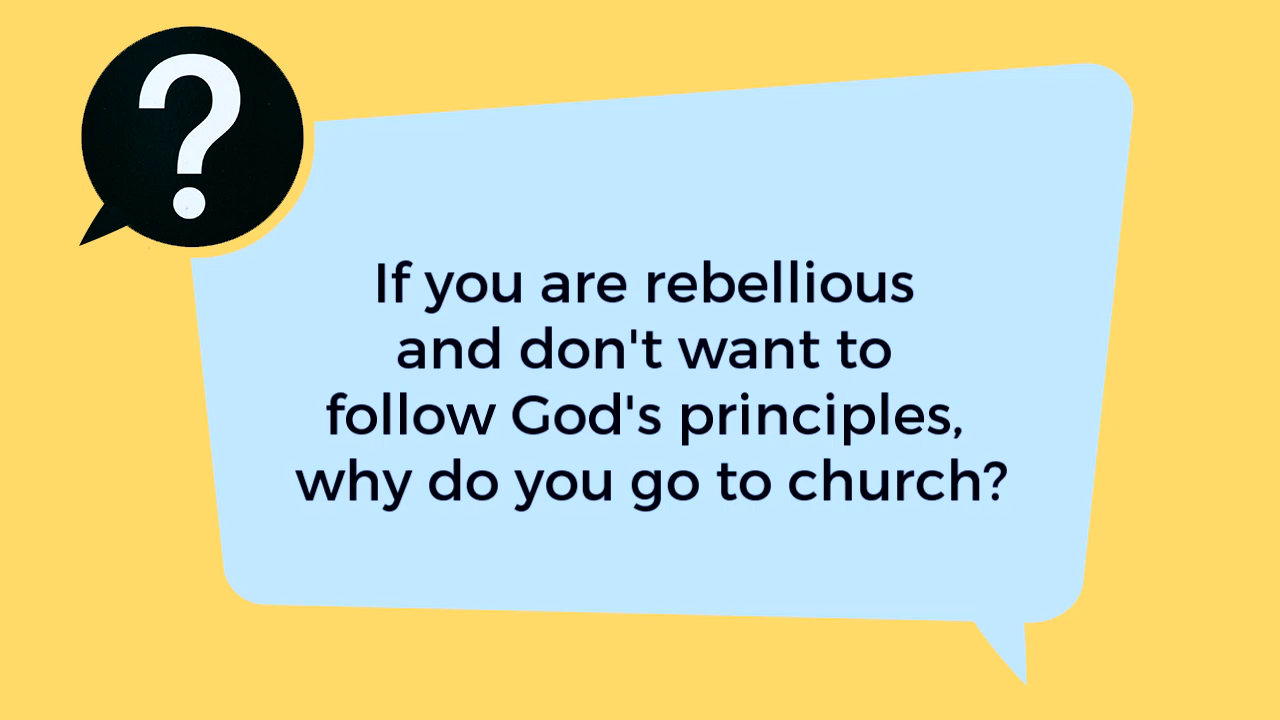 ?
If you are rebellious
and don't want to
follow God's principles,
why do you go to church?